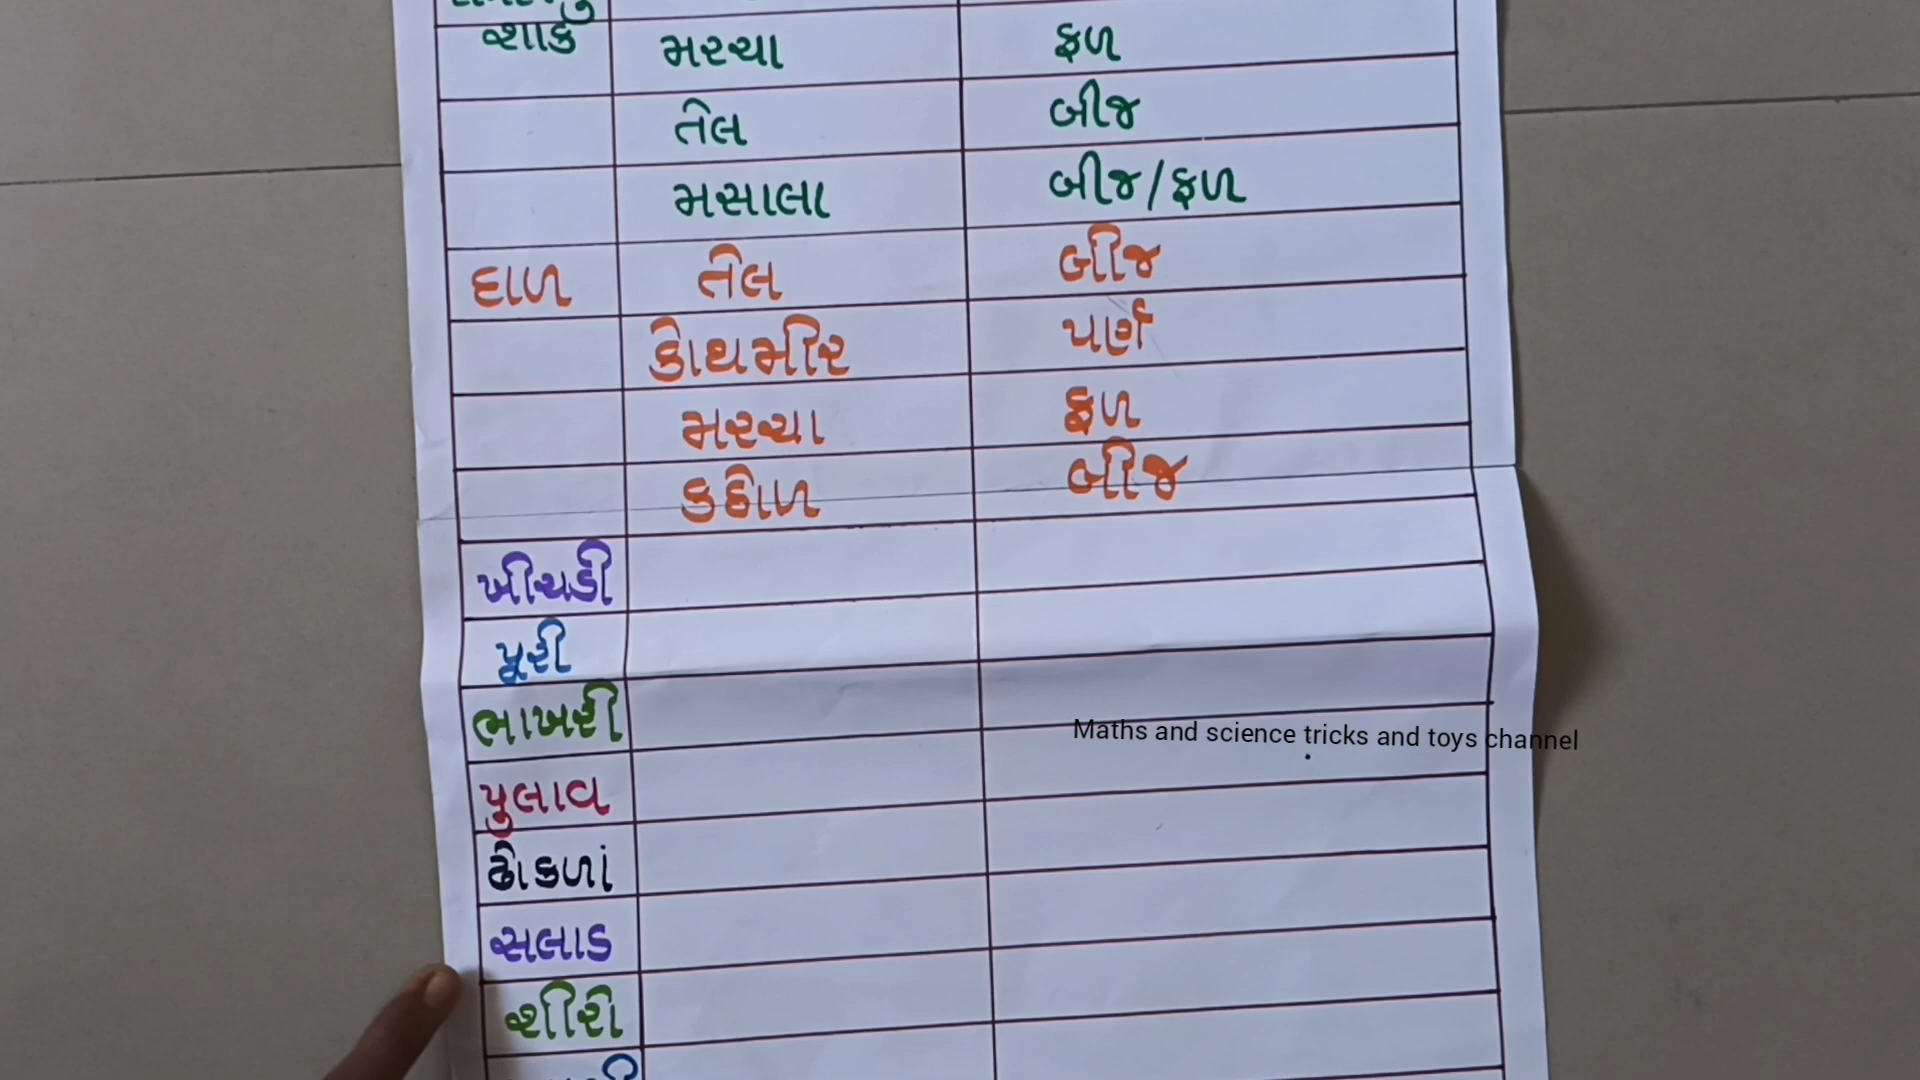 શાક મરચા ફળ
તેલ બીજ
મસાલા બીજ/ફળ
દાળ તેલ બીજ
કોથમીર પર્ણ
મરચા ફળ
કઠોળ બીજ
ખીચડી
પૂરી
ભાખરી
Maths and science tricks and toys channel
પુલાવ
ઢોકળાં
સલાડ
શીરો